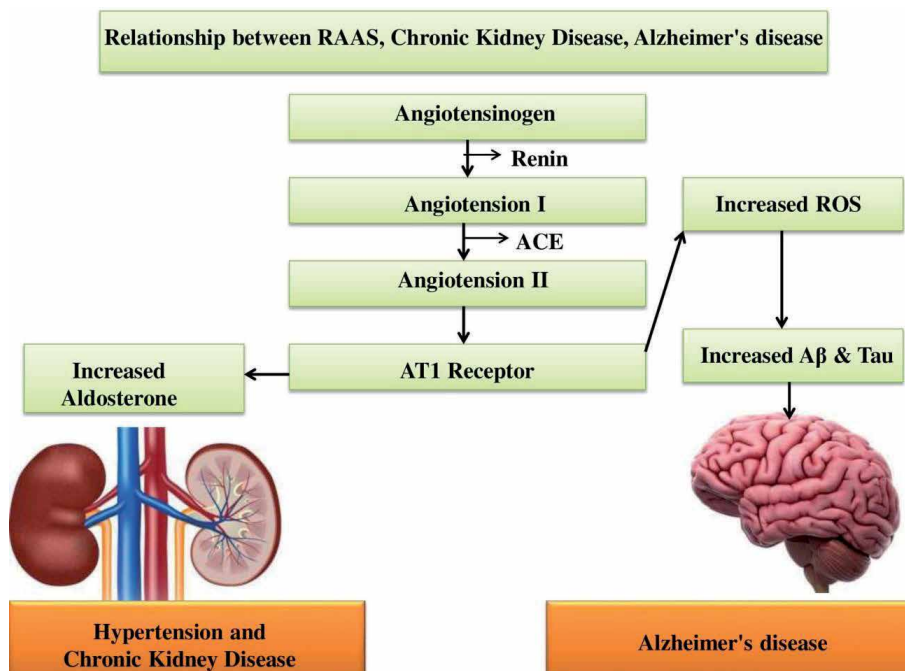 Relationship between RAAS, Chronic Kidney Disease, Alzheimer's disease
Angiotensinogen
Renin
Angiotension I
ACE
Angiotension II
AT1 Receptor
Increased ROS
Increased Aβ & Tau
Increased
Aldosterone
Hypertension and
Chronic Kidney Disease
Alzheimer's disease